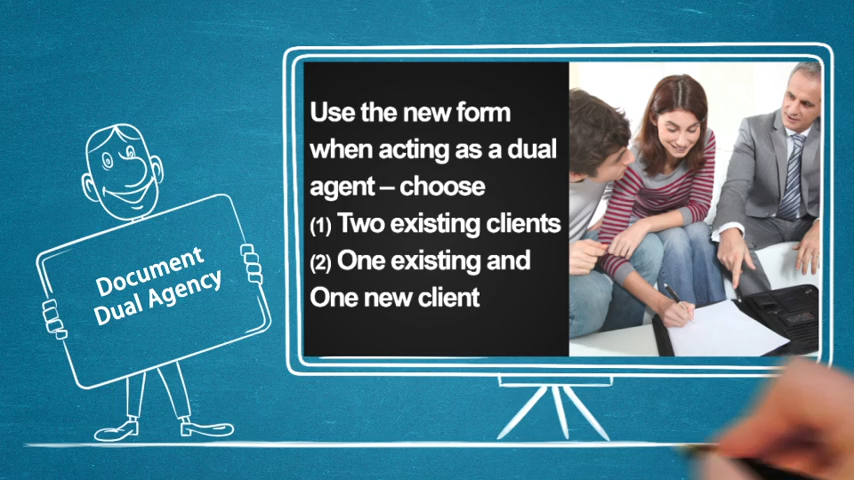 Document
Dual Agency
Use the new form
when acting as a dual
agent – choose
(1) Two existing clients
(2) One existing and
One new client